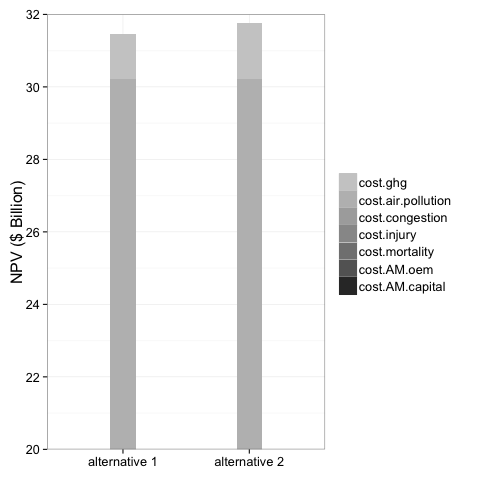 32
30
28
26
24
22
20
NPV ($ Billion)
alternative 1
alternative 2
cost.ghg
cost.air.pollution
cost.congestion
cost.injury
cost.mortality
cost.AM.oem
cost.AM.capital